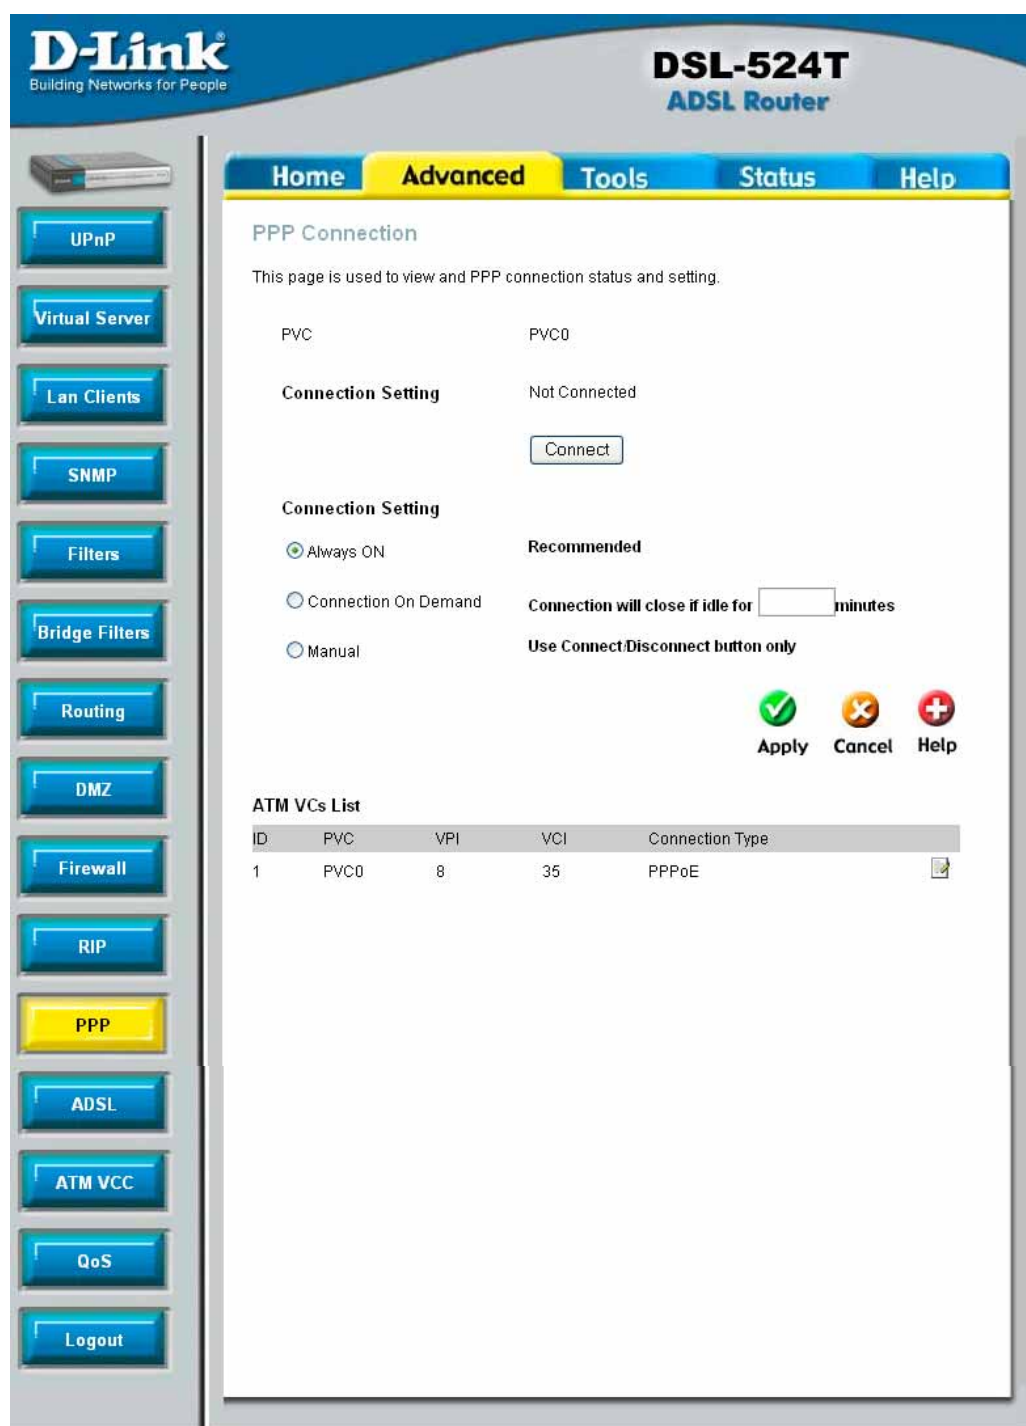 D-Link
Building Networks for People
DSL-524T
ADSL Router
Home Advanced Tools Status Help
UPnP
Virtual Server
Lan Clients
SNMP
Filters
Bridge Filters
Routing
DMZ
Firewall
RIP
PPP
ADSL
ATM VCC
QoS
Logout
PPP Connection
This page is used to view and PPP connection status and setting.
PVC PVC0
Connection Setting Not Connected
Connect
Connection Setting
Always ON Recommended
Connection On Demand Connection will close if idle for minutes
Manual Use Connect/Disconnect button only
Apply Cancel Help
ATM VCs List
ID PVC VPI VCI Connection Type
1 PVC0 8 35 PPPoE